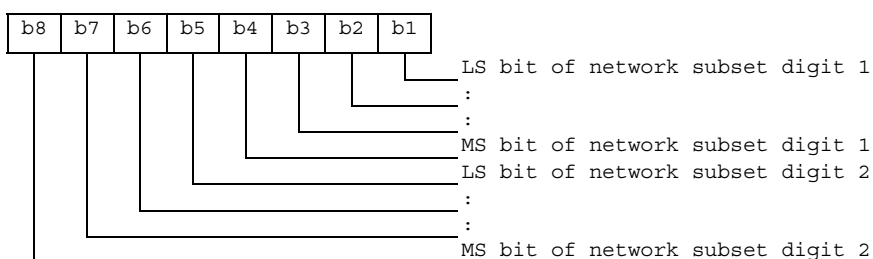 b8 b7 b6 b5 b4 b3 b2 b1
LS bit of network subset digit 1
:
:
MS bit of network subset digit 1
LS bit of network subset digit 2
:
:
MS bit of network subset digit 2